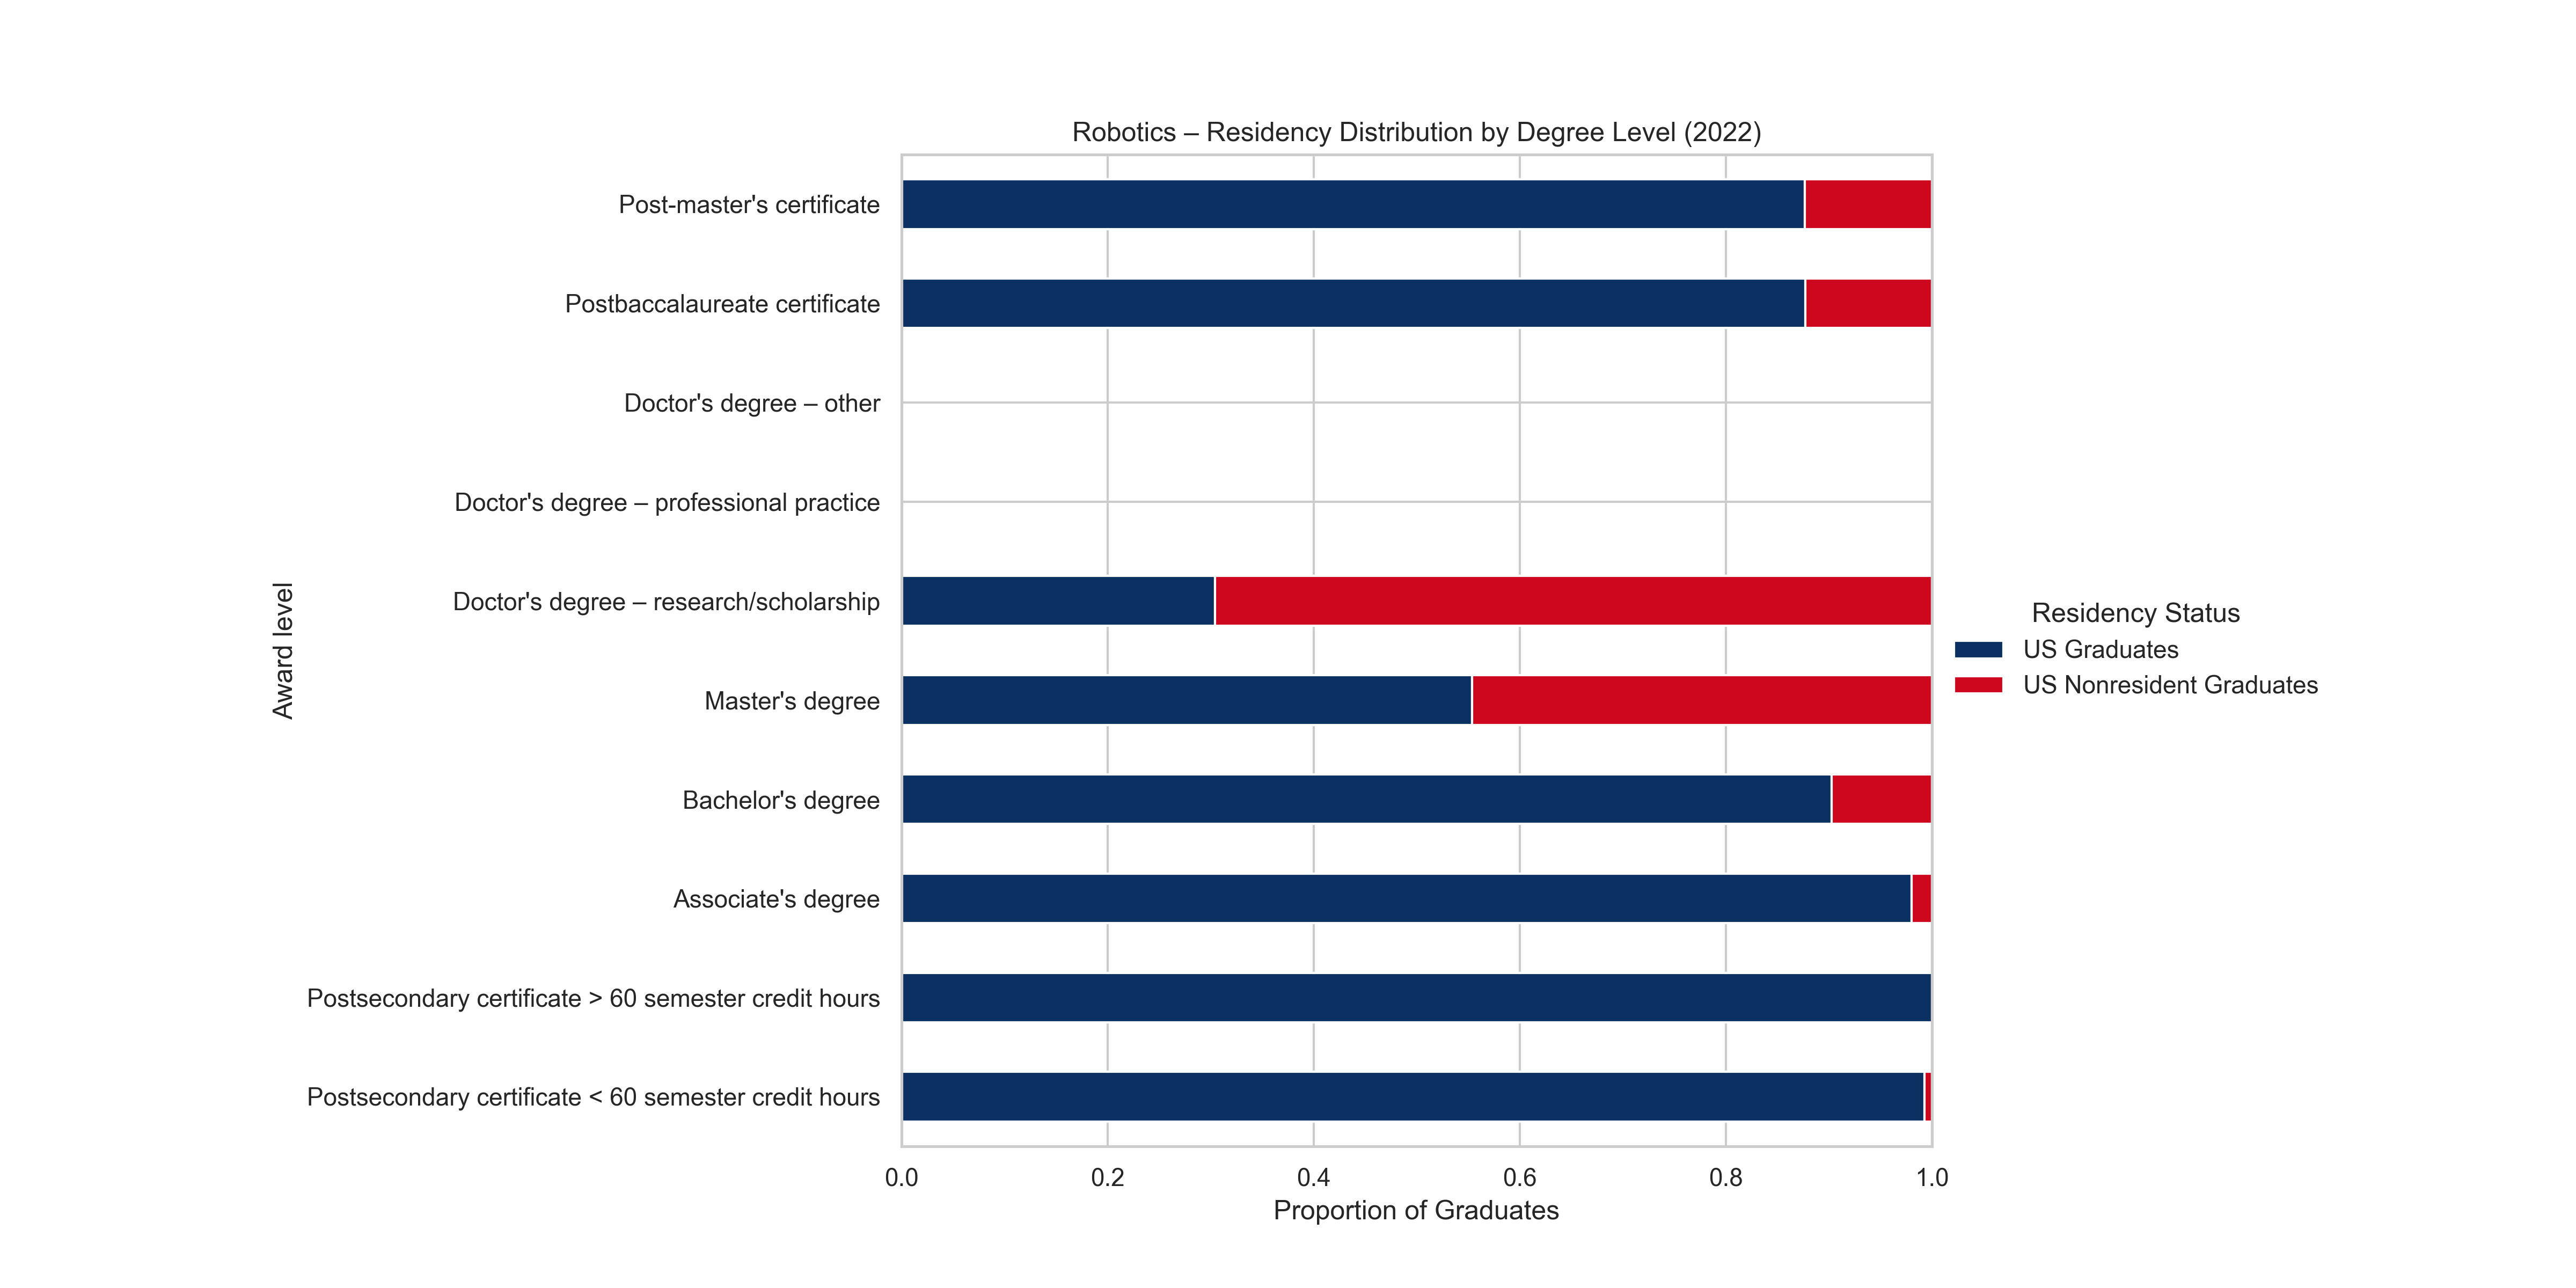 Robotics – Residency Distribution by Degree Level (2022)
Post-master's certificate
Postbaccalaureate certificate
Doctor's degree – other
Doctor's degree – professional practice
Doctor's degree – research/scholarship
Master's degree
Bachelor's degree
Associate's degree
Postsecondary certificate > 60 semester credit hours
Postsecondary certificate < 60 semester credit hours
Award level
0.0 0.2 0.4 0.6 0.8 1.0
Proportion of Graduates
Residency Status
US Graduates
US Nonresident Graduates